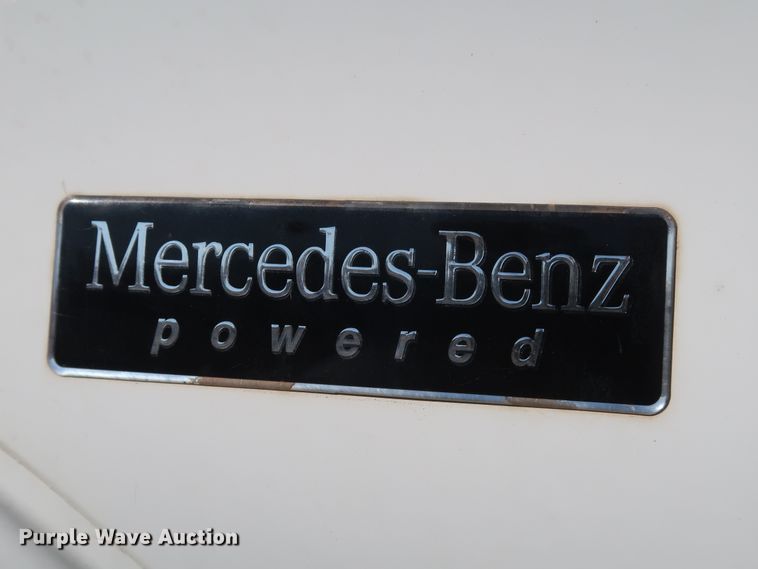 Mercedes-Benz
powered
Purple Wave Auction